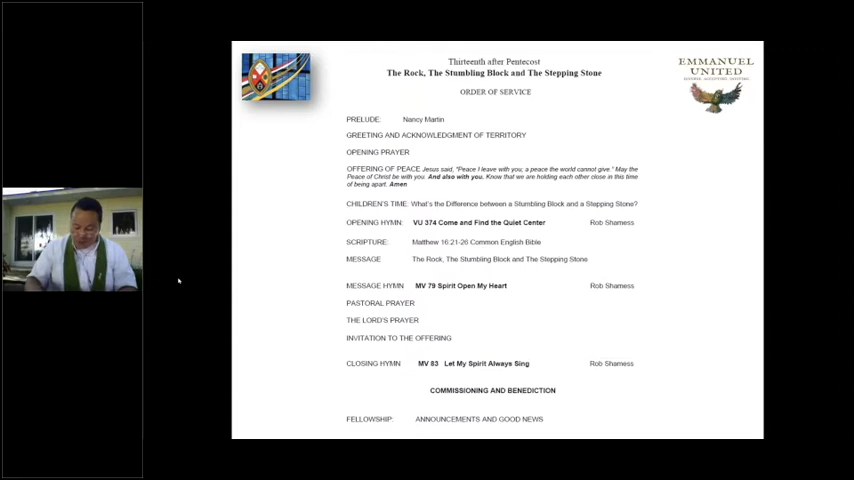 Thirteenth after Pentecost
The Rock, The Stumbling Block and The Stepping Stone
ORDER OF SERVICE
EMMANUEL
UNITED
PRELUDE: Nancy Martin
GREETING AND ACKNOWLEDGMENT OF TERRITORY
OPENING PRAYER
OFFERING OF PEACE Jesus said, "Peace I leave with you; a peace the world cannot give." May the
Peace of Christ be with you. And also with you. Know that we are holding each other close in this time
of being apart. Amen
CHILDREN'S TIME: What's the Difference between a Stumbling Block and a Stepping Stone?
OPENING HYMN: VU 374 Come and Find the Quiet Center Rob Shamess
SCRIPTURE: Matthew 16:21-26 Common English Bible
MESSAGE The Rock, The Stumbling Block and The Stepping Stone
MESSAGE HYMN MV 79 Spirit Open My Heart Rob Shamess
PASTORAL PRAYER
THE LORD'S PRAYER
INVITATION TO THE OFFERING
CLOSING HYMN MV 83 Let My Spirit Always Sing Rob Shamess
COMMISSIONING AND BENEDICTION
FELLOWSHIP: ANNOUNCEMENTS AND GOOD NEWS